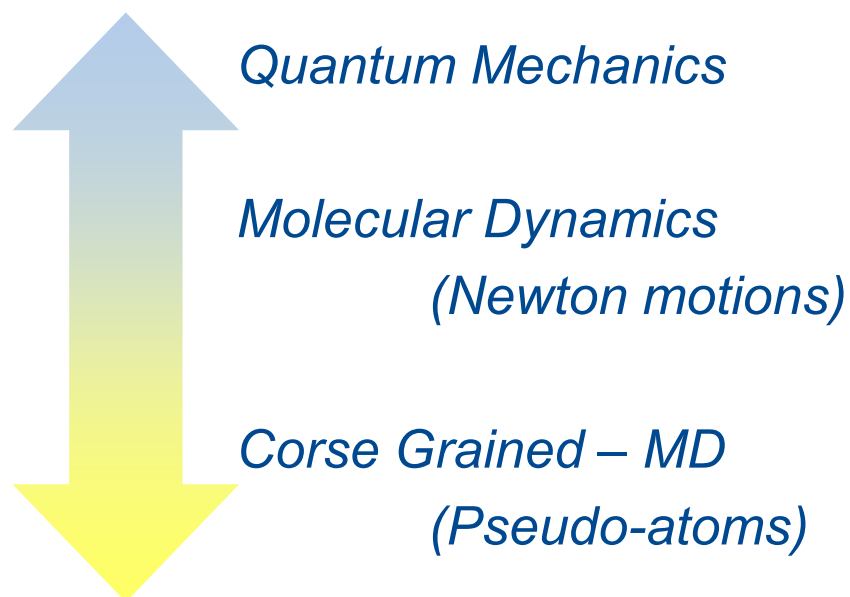 Quantum Mechanics
Molecular Dynamics
(Newton motions)
Corse Grained – MD
(Pseudo-atoms)